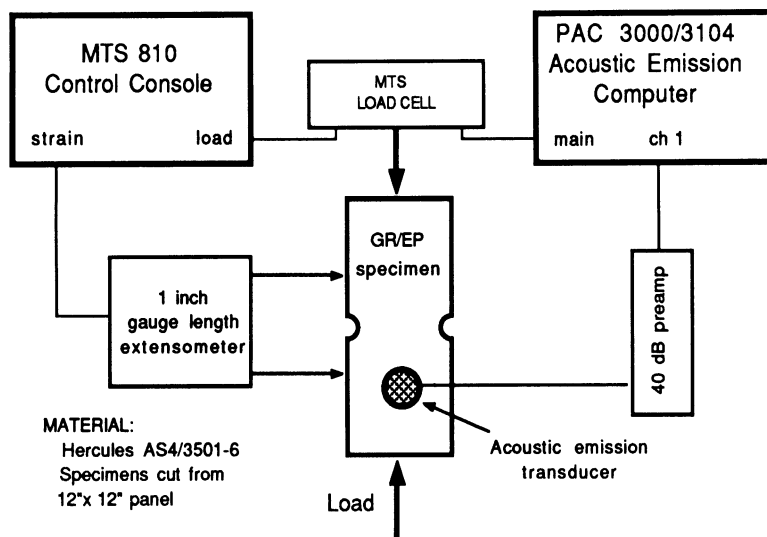 MTS 810
Control Console
strain load
MTS
LOAD CELL
PAC 3000/3104
Acoustic Emission
Computer
main ch 1
GR/EP
specimen
1 inch
gauge length
extensometer
40 dB preamp
MATERIAL:
Hercules AS4/3501-6
Specimens cut from
12"x 12" panel
Acoustic emission
transducer
Load